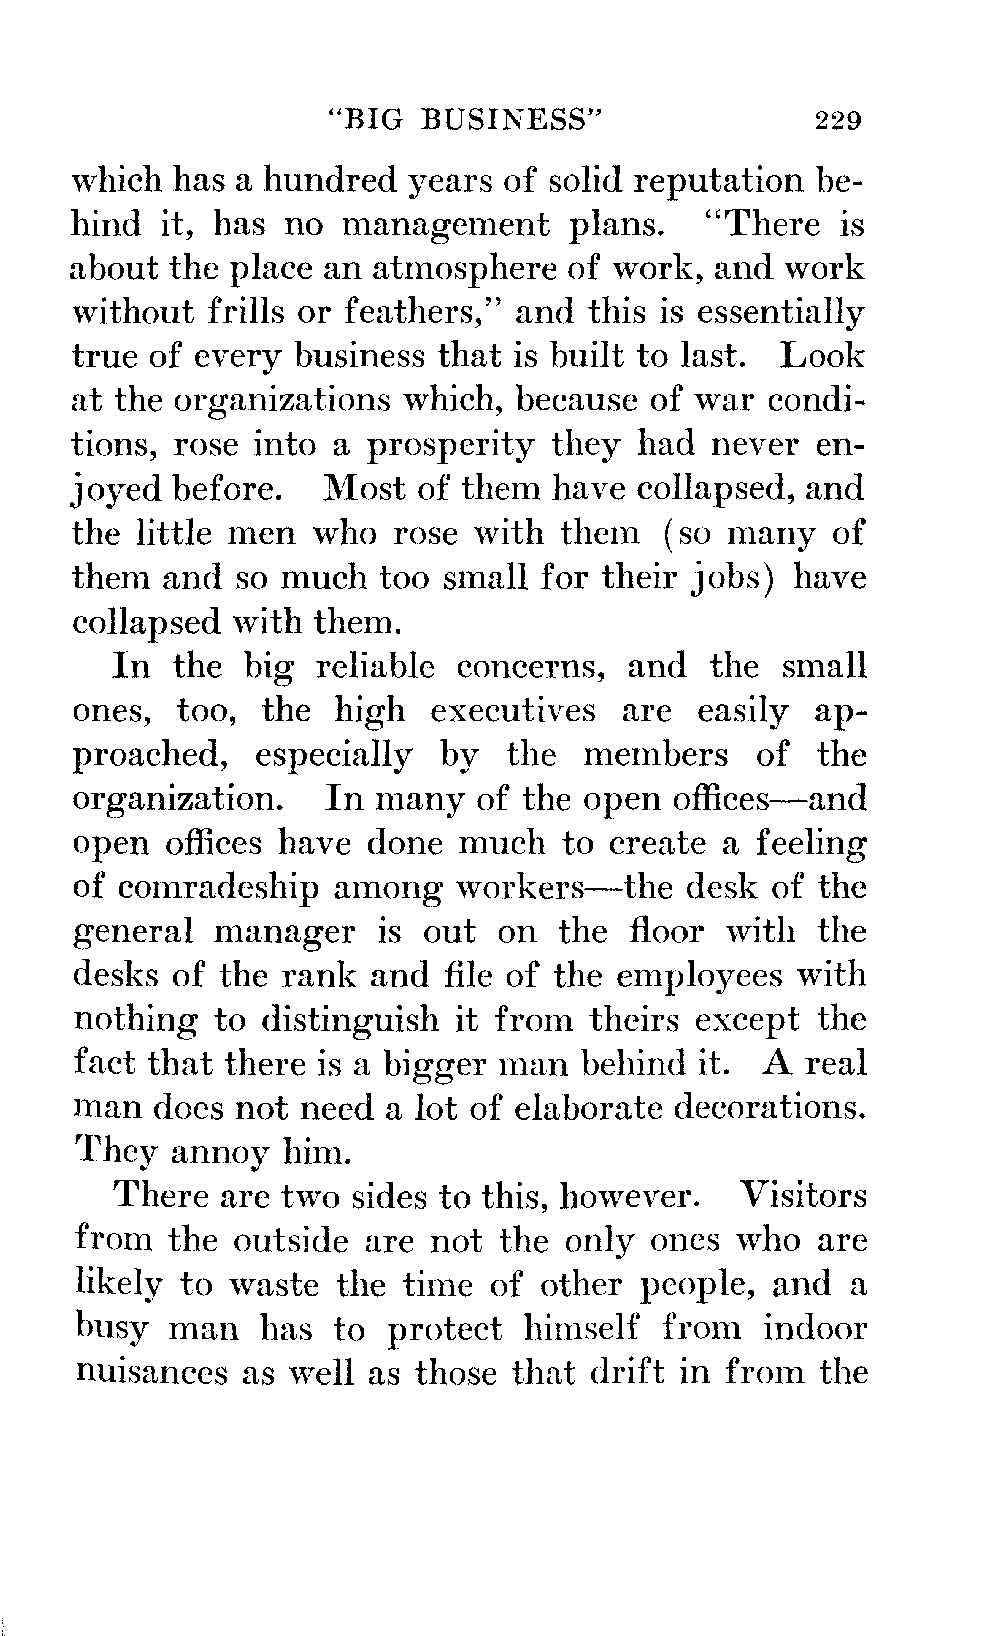 "BIG BUSINESS" 229
which has a hundred years of solid reputation be-
hind it, has no management plans. "There is
about the place an atmosphere of work, and work
without frills or feathers," and this is essentially
true of every business that is built to last. Look
at the organizations which, because of war condi-
tions, rose into a prosperity they had never en-
joyed before. Most of them have collapsed, and
the little men who rose with them (so many of
them and so much too small for their jobs) have
collapsed with them.
In the big reliable concerns, and the small
ones, too, the high executives are easily ap-
proached, especially by the members of the
organization. In many of the open offices—and
open offices have done much to create a feeling
of comradeship among workers—the desk of the
general manager is out on the floor with the
desks of the rank and file of the employees with
nothing to distinguish it from theirs except the
fact that there is a bigger man behind it. A real
man does not need a lot of elaborate decorations.
They annoy him.
There are two sides to this, however. Visitors
from the outside are not the only ones who are
likely to waste the time of other people, and a
busy man has to protect himself from indoor
nuisances as well as those that drift in from the